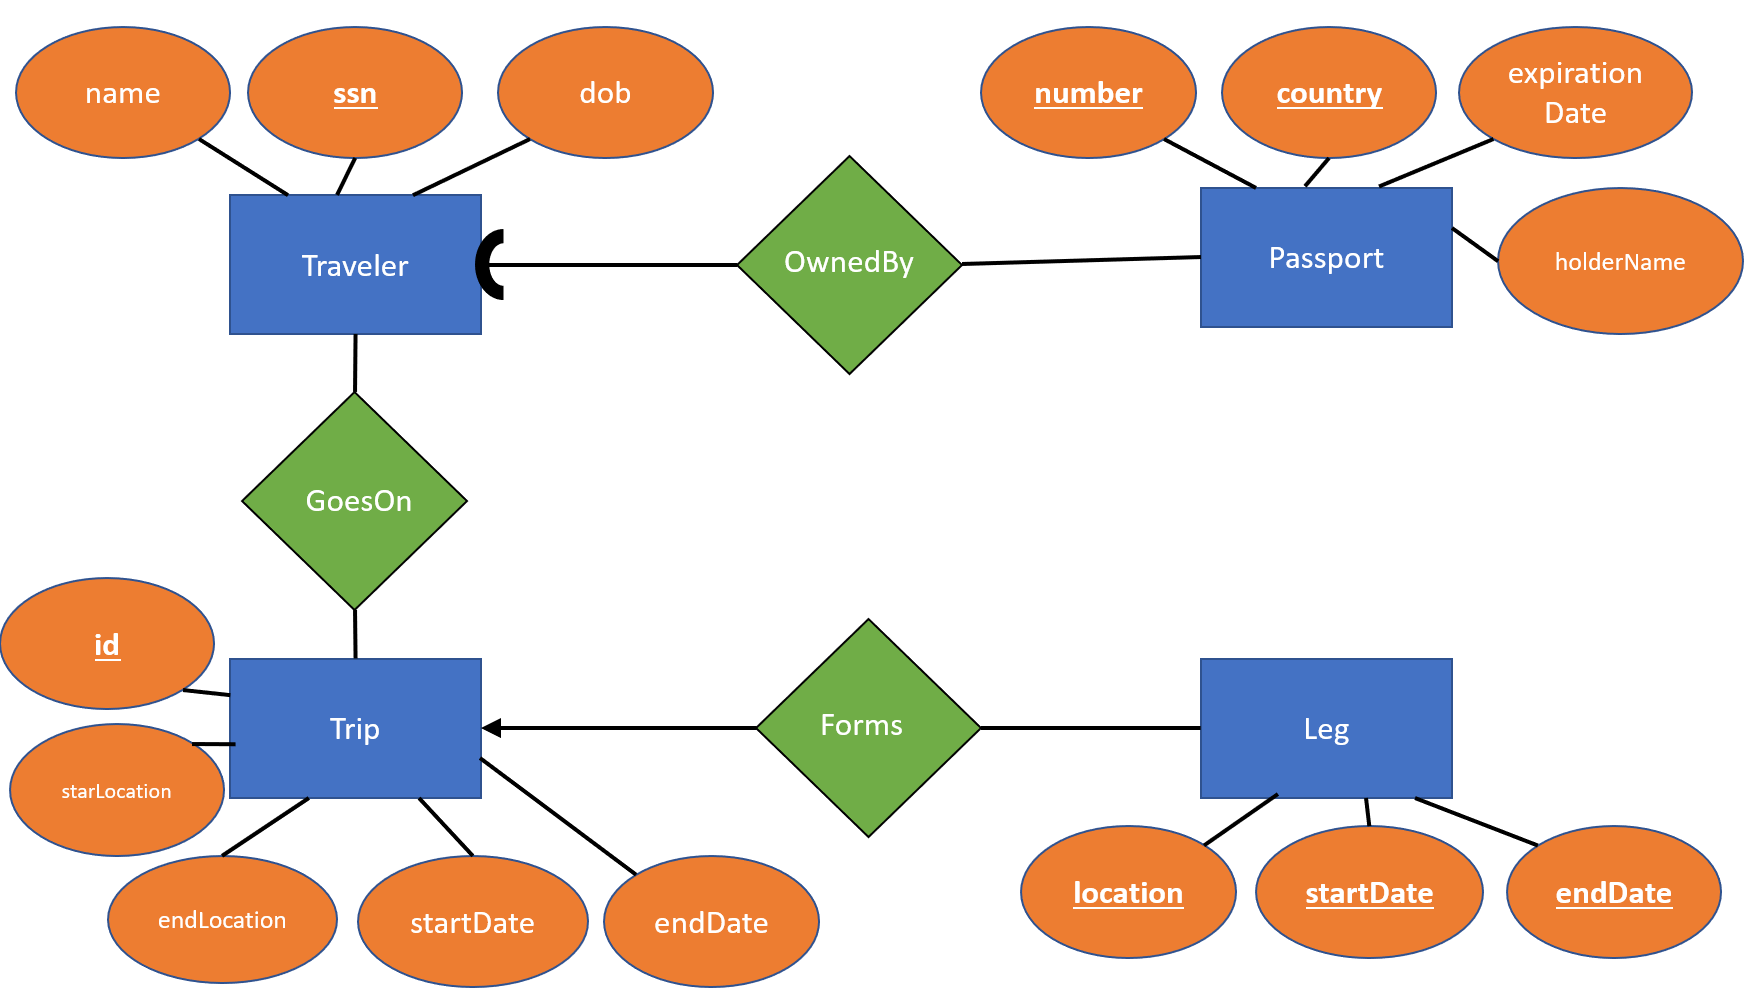 name
ssn
dob
number
country
expiration
Date
Traveler
OwnedBy
Passport
holderName
GoesOn
id
Trip
Forms
Leg
starLocation
endLocation
startDate
endDate
location
startDate
endDate